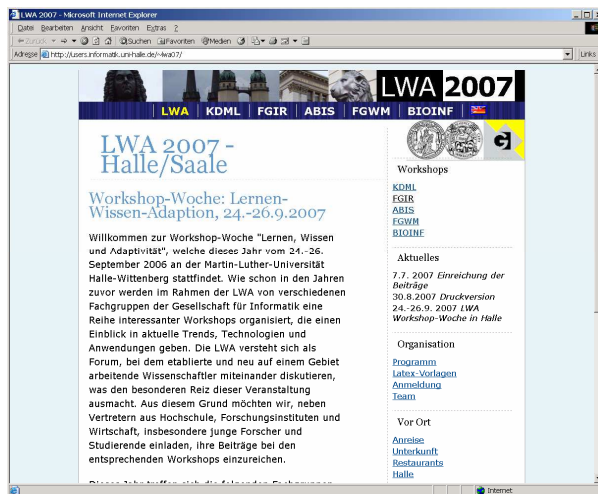 LWA 2007 - Microsoft Internet Explorer
Datei Bearbeiten Ansicht Favoriten Extras ?
Zurück Suchen Favoriten Medien
Adresse http://users.informatik.uni-halle.de/~lwa07/ Links
LWA 2007
LWA KDML FGIR ABIS FGWM BIOINF
LWA 2007 -
Halle/Saale
Workshop-Woche: Lernen-
Wissen-Adaption, 24.-26.9.2007
Willkommen zur Workshop-Woche "Lernen, Wissen
und Adaptivität", welche dieses Jahr vom 24.-26.
September 2006 an der Martin-Luther-Universität
Halle-Wittenberg stattfindet. Wie schon in den Jahren
zuvor werden im Rahmen der LWA von verschiedenen
Fachgruppen der Gesellschaft für Informatik eine
Reihe interessanter Workshops organisiert, die einen
Einblick in aktuelle Trends, Technologien und
Anwendungen geben. Die LWA versteht sich als
Forum, bei dem etablierte und neu auf einem Gebiet
arbeitende Wissenschaftler miteinander diskutieren,
was den besonderen Reiz dieser Veranstaltung
ausmacht. Aus diesem Grund möchten wir, neben
Vertretern aus Hochschule, Forschungsinstituten und
Wirtschaft, insbesondere junge Forscher und
Studierende einladen, ihre Beiträge bei den
entsprechenden Workshops einzureichen.
Dieses Jahr treffen sich die folgenden Fachgruppen
Workshops
KDML
FGIR
ABIS
FGWM
BIOINF
Aktuelles
7.7. 2007 Einreichung der
Beiträge
30.8.2007 Druckversion
24.-26.9. 2007 LWA
Workshop-Woche in Halle
Organisation
Programm
Latex-Vorlagen
Anmeldung
Team
Vor Ort
Anreise
Unterkunft
Restaurants
Halle
Internet